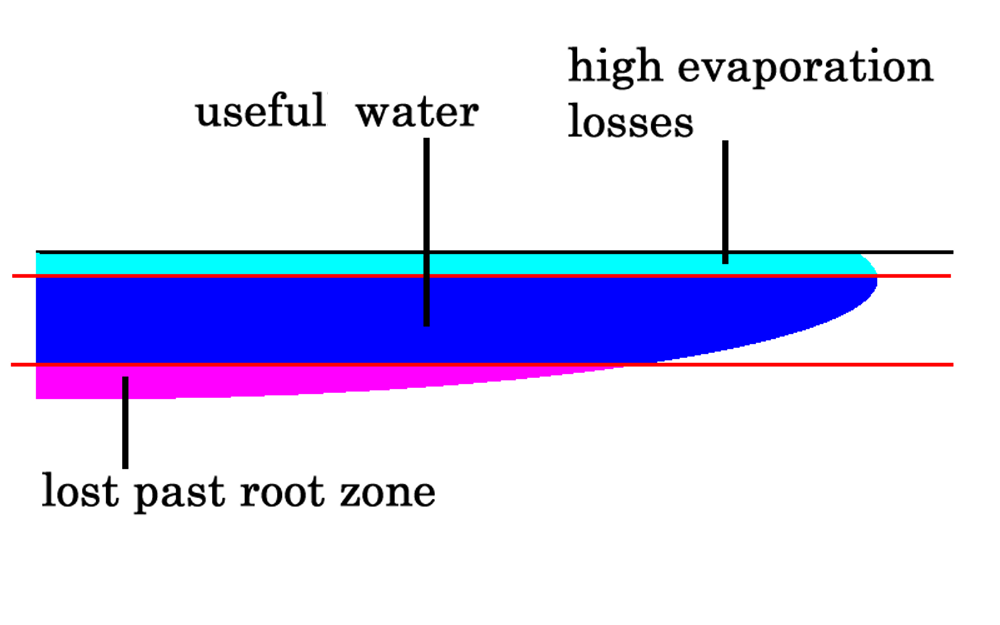 high evaporation
useful water
losses
lost past root zone